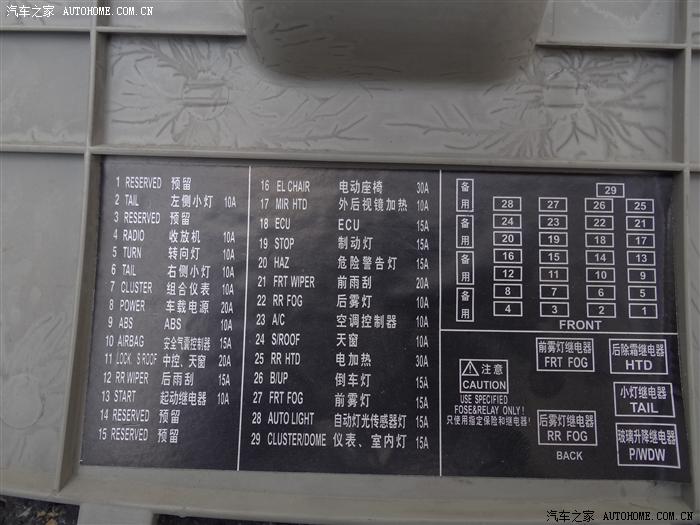 汽车之家 AUTOHOME.COM.CN
1 RESERVED 预留
2 TAIL 左侧小灯 10A
3 RESERVED 预留
4 RADIO 收放机 10A
5 TURN 转向灯 10A
6 TAIL 右侧小灯 10A
7 CLUSTER 组合仪表 10A
8 POWER 车载电源 20A
9 ABS ABS 10A
10 AIRBAG 安全气囊控制器 15A
11 LOCK、S ROOF 中控、天窗 20A
12 RR WIPER 后雨刮 15A
13 START 起动继电器 10A
14 RESERVED 预留
15 RESERVED 预留
16 EL CHAIR 电动座椅 30A
17 MIR HTD 外后视镜加热 10A
18 ECU ECU 15A
19 STOP 制动灯 15A
20 HAZ 危险警告灯 15A
21 FRT WIPER 前雨刮 20A
22 RR FOG 后雾灯 10A
23 A/C 空调控制器 10A
24 S/ROOF 天窗 15A
25 RR HTD 电加热 30A
26 B/UP 倒车灯 15A
27 FRT FOG 前雾灯 15A
28 AUTO LIGHT 自动灯光传感器灯 15A
29 CLUSTER/DOME 仪表、室内灯 15A
备用 29
28 27 26 25
备用 24 23 22 21
20 19 18 17
备用 16 15 14 13
12 11 10 9
备用 8 7 6 5
4 3 2 1
FRONT
注意
CAUTION
USE SPECIFIED
FOSE&RELAY ONLY!
只使用指定保险和继电器!
前雾灯继电器
FRT FOG
后除霜继电器
HTD
小灯继电器
TAIL
后雾灯继电器
RR FOG
玻璃升降继电器
P/WDW
BACK
汽车之家 AUTOHOME.COM.CN